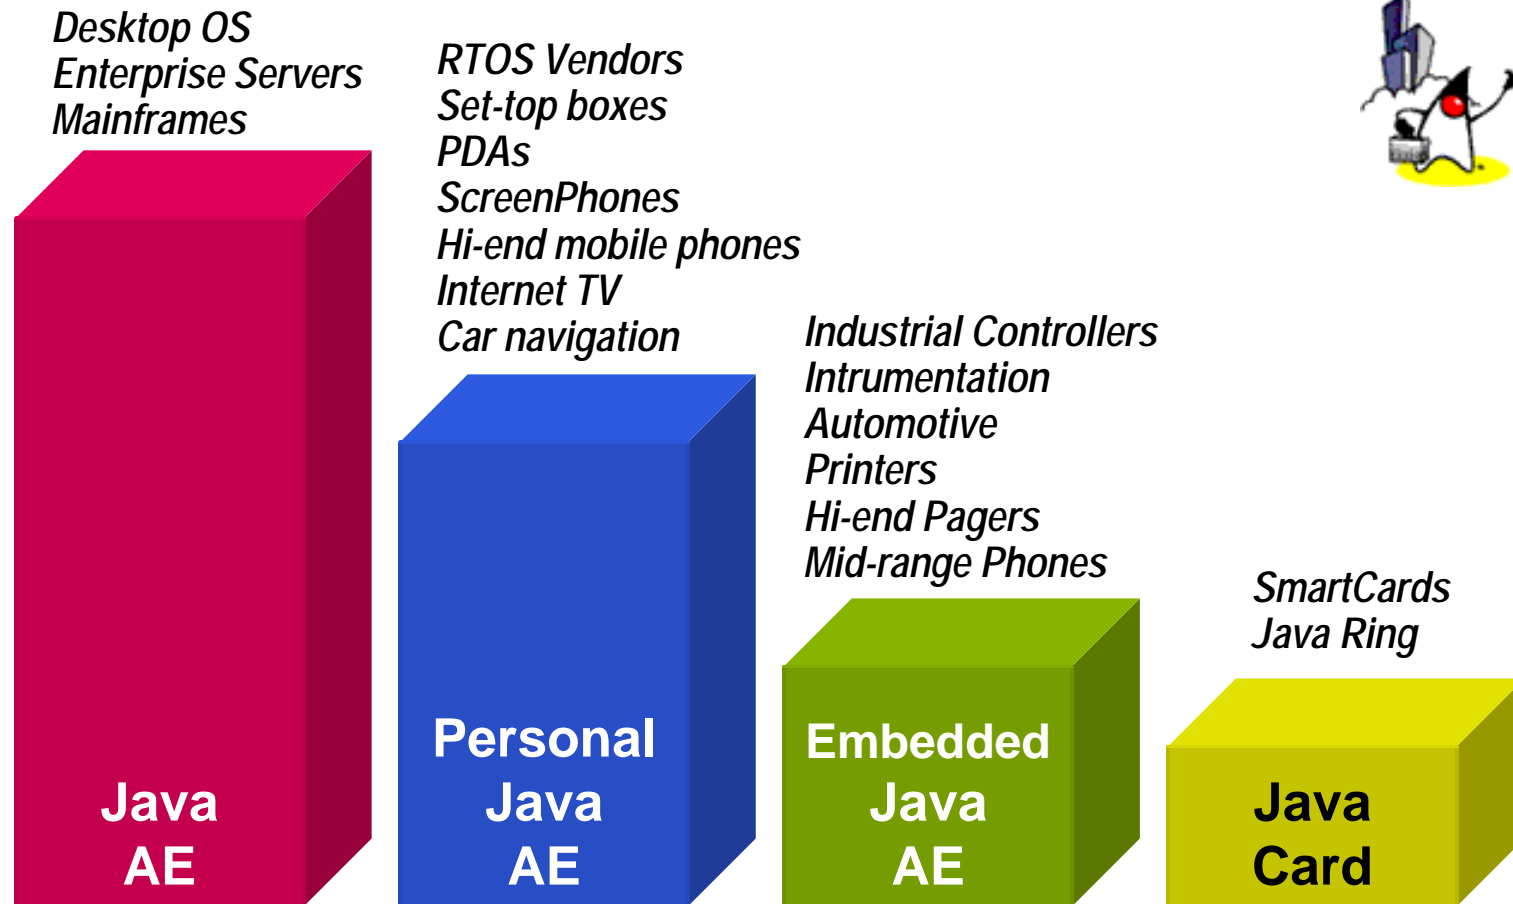 Desktop OS
Enterprise Servers
Mainframes
RTOS Vendors
Set-top boxes
PDAs
ScreenPhones
Hi-end mobile phones
Internet TV
Car navigation
Industrial Controllers
Intrumentation
Automotive
Printers
Hi-end Pagers
Mid-range Phones
SmartCards
Java Ring
Java
AE
Personal
Java
AE
Embedded
Java
AE
Java
Card